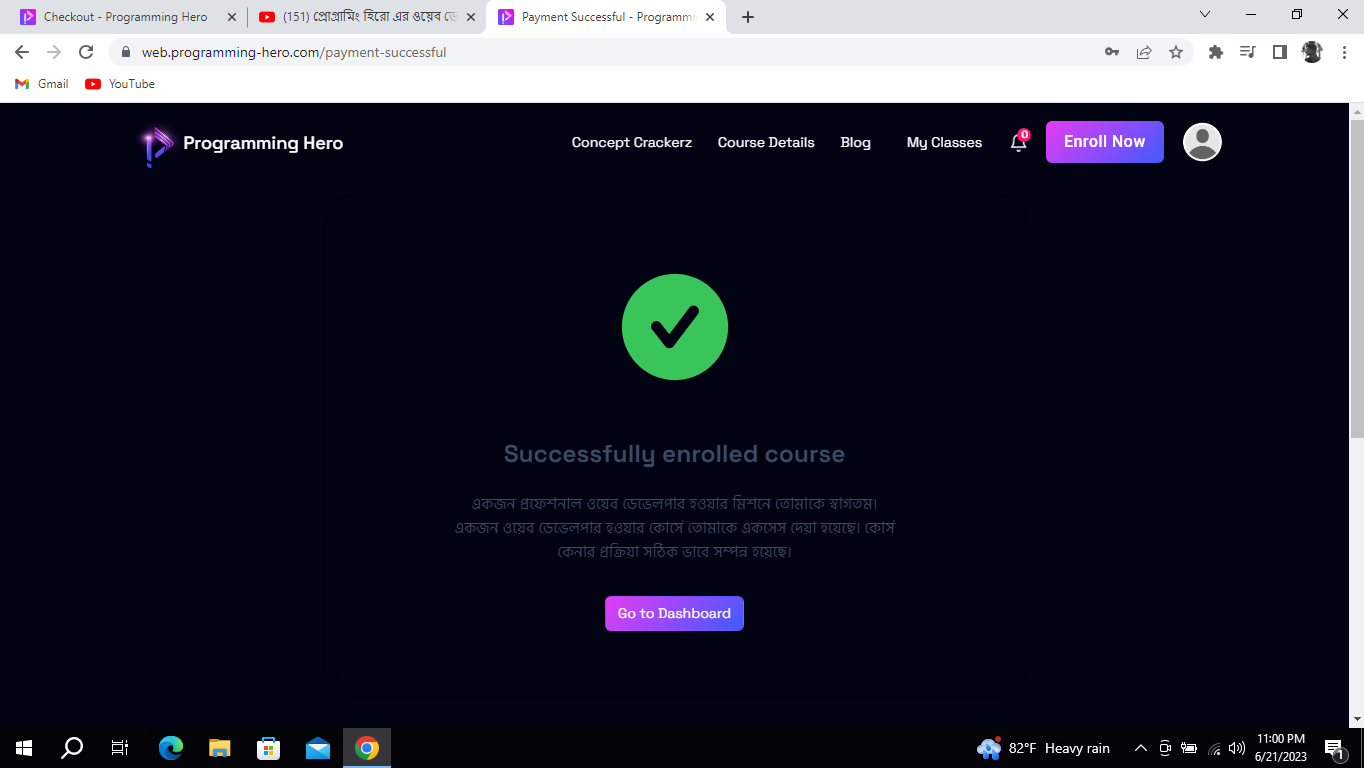 Checkout - Programming Hero
(151) প্রোগ্রামিং হিরো এর ওয়েব ডে
Payment Successful - Programmi
web.programming-hero.com/payment-successful
Gmail
YouTube
Programming Hero
Concept Crackerz
Course Details
Blog
My Classes
0
Enroll Now
Successfully enrolled course
একজন প্রফেশনাল ওয়েব ডেভেলপার হওয়ার মিশনে তোমাকে স্বাগতম।
একজন ওয়েব ডেভেলপার হওয়ার কোর্সে তোমাকে একসেস দেয়া হয়েছে। কোর্স
কেনার প্রক্রিয়া সঠিক ভাবে সম্পন্ন হয়েছে।
Go to Dashboard
82°F Heavy rain
11:00 PM
6/21/2023
1